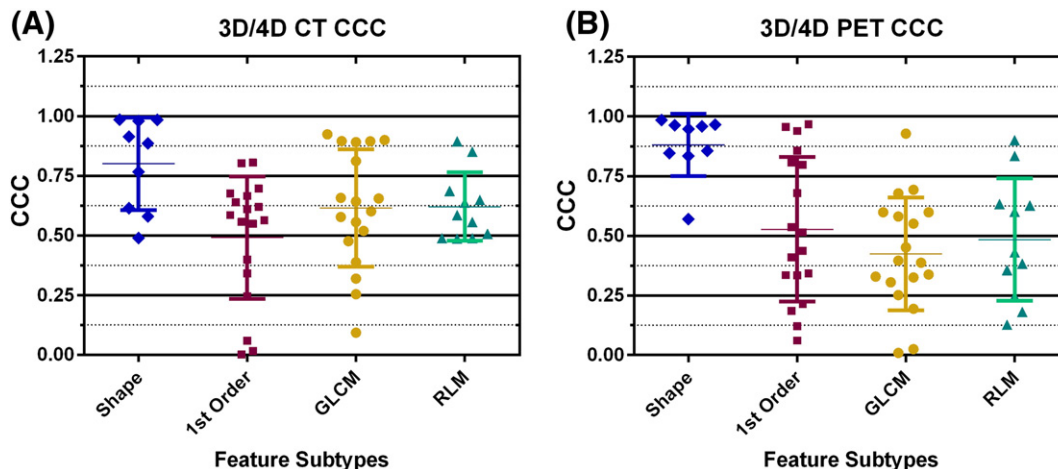 (A)
3D/4D CT CCC
CCC
1.25
1.00
0.75
0.50
0.25
0.00
Shape
1st Order
GLCM
RLM
Feature Subtypes
(B)
3D/4D PET CCC
CCC
1.25
1.00
0.75
0.50
0.25
0.00
Shape
1st Order
GLCM
RLM
Feature Subtypes